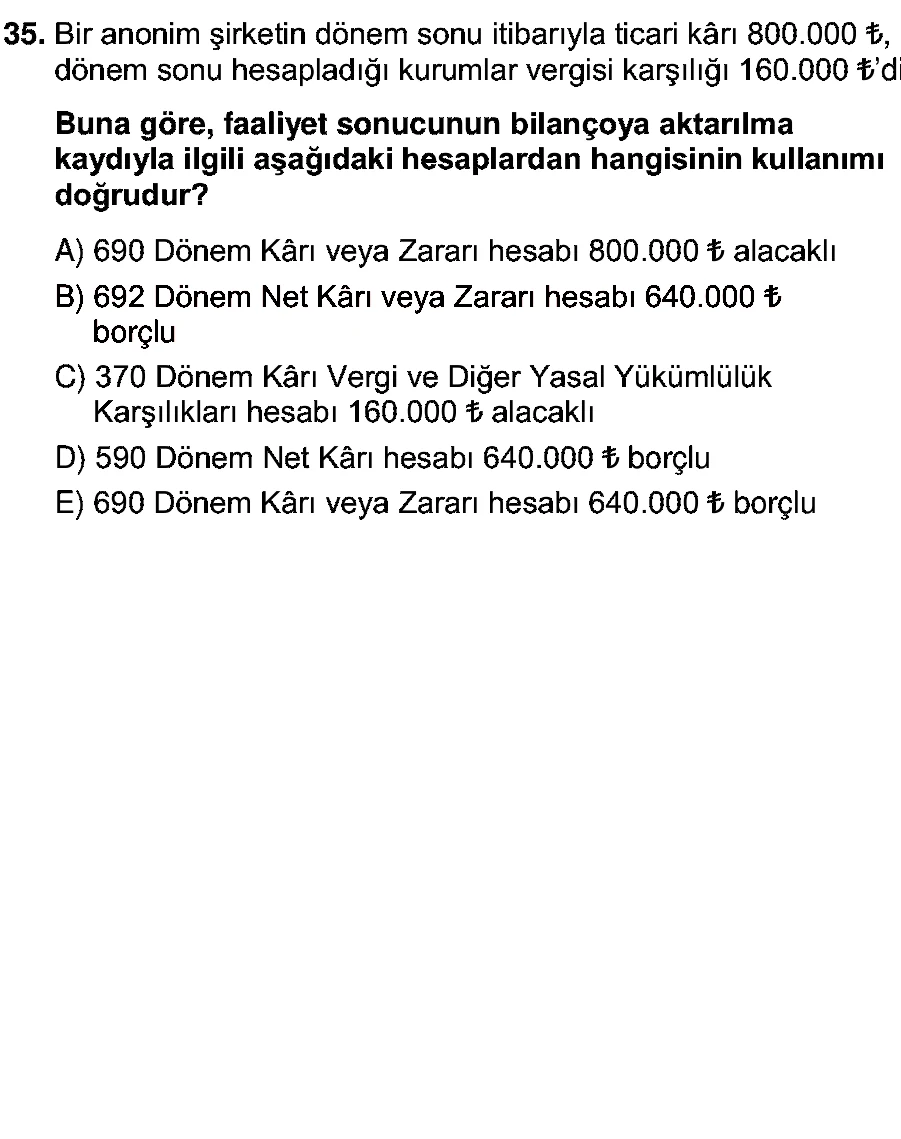 35. Bir anonim şirketin dönem sonu itibarıyla ticari kârı 800.000 ₺,
dönem sonu hesapladığı kurumlar vergisi karşılığı 160.000 ₺’di
Buna göre, faaliyet sonucunun bilançoya aktarılma
kaydıyla ilgili aşağıdaki hesaplardan hangisinin kullanımı
doğrudur?
A) 690 Dönem Kârı veya Zararı hesabı 800.000 ₺ alacaklı
B) 692 Dönem Net Kârı veya Zararı hesabı 640.000 ₺
borçlu
C) 370 Dönem Kârı Vergi ve Diğer Yasal Yükümlülük
Karşılıkları hesabı 160.000 ₺ alacaklı
D) 590 Dönem Net Kârı hesabı 640.000 ₺ borçlu
E) 690 Dönem Kârı veya Zararı hesabı 640.000 ₺ borçlu